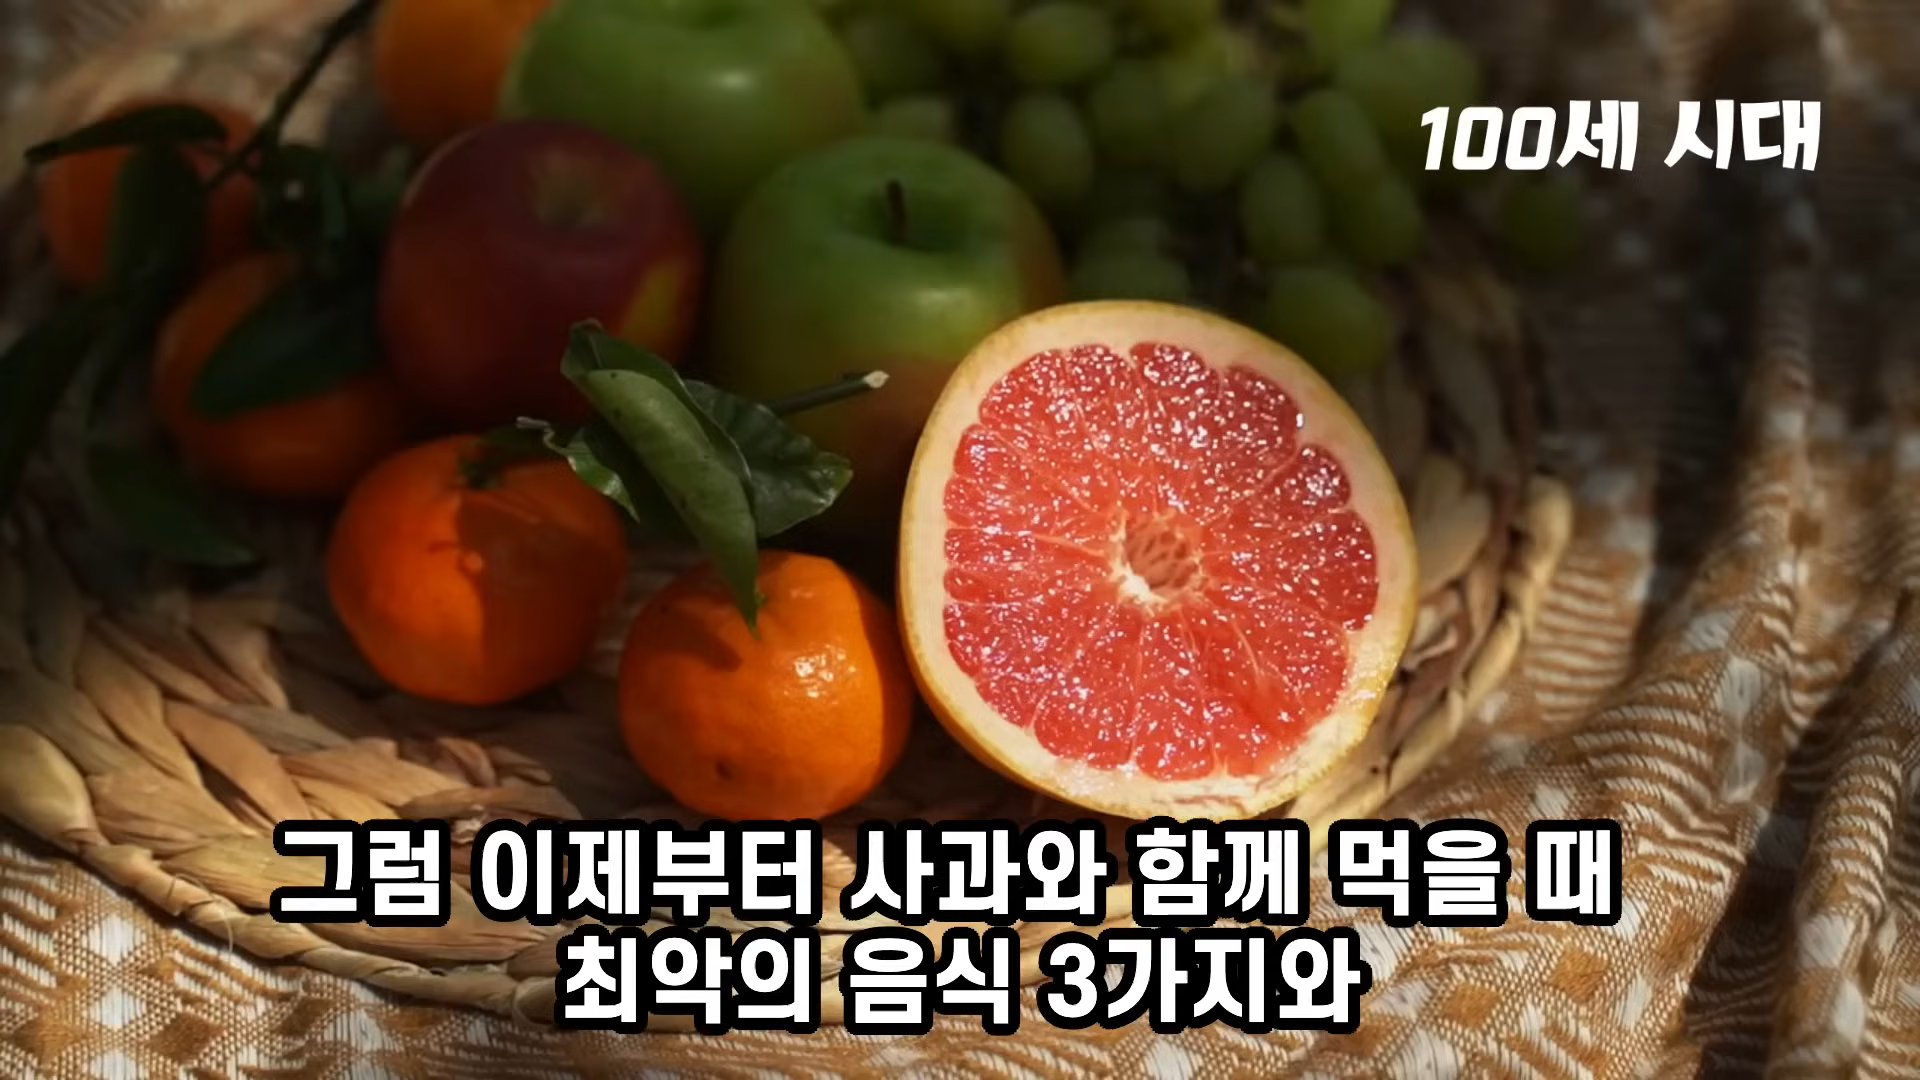 100세 시대
그럼 이제부터 사과와 함께 먹을 때
최악의 음식 3가지와